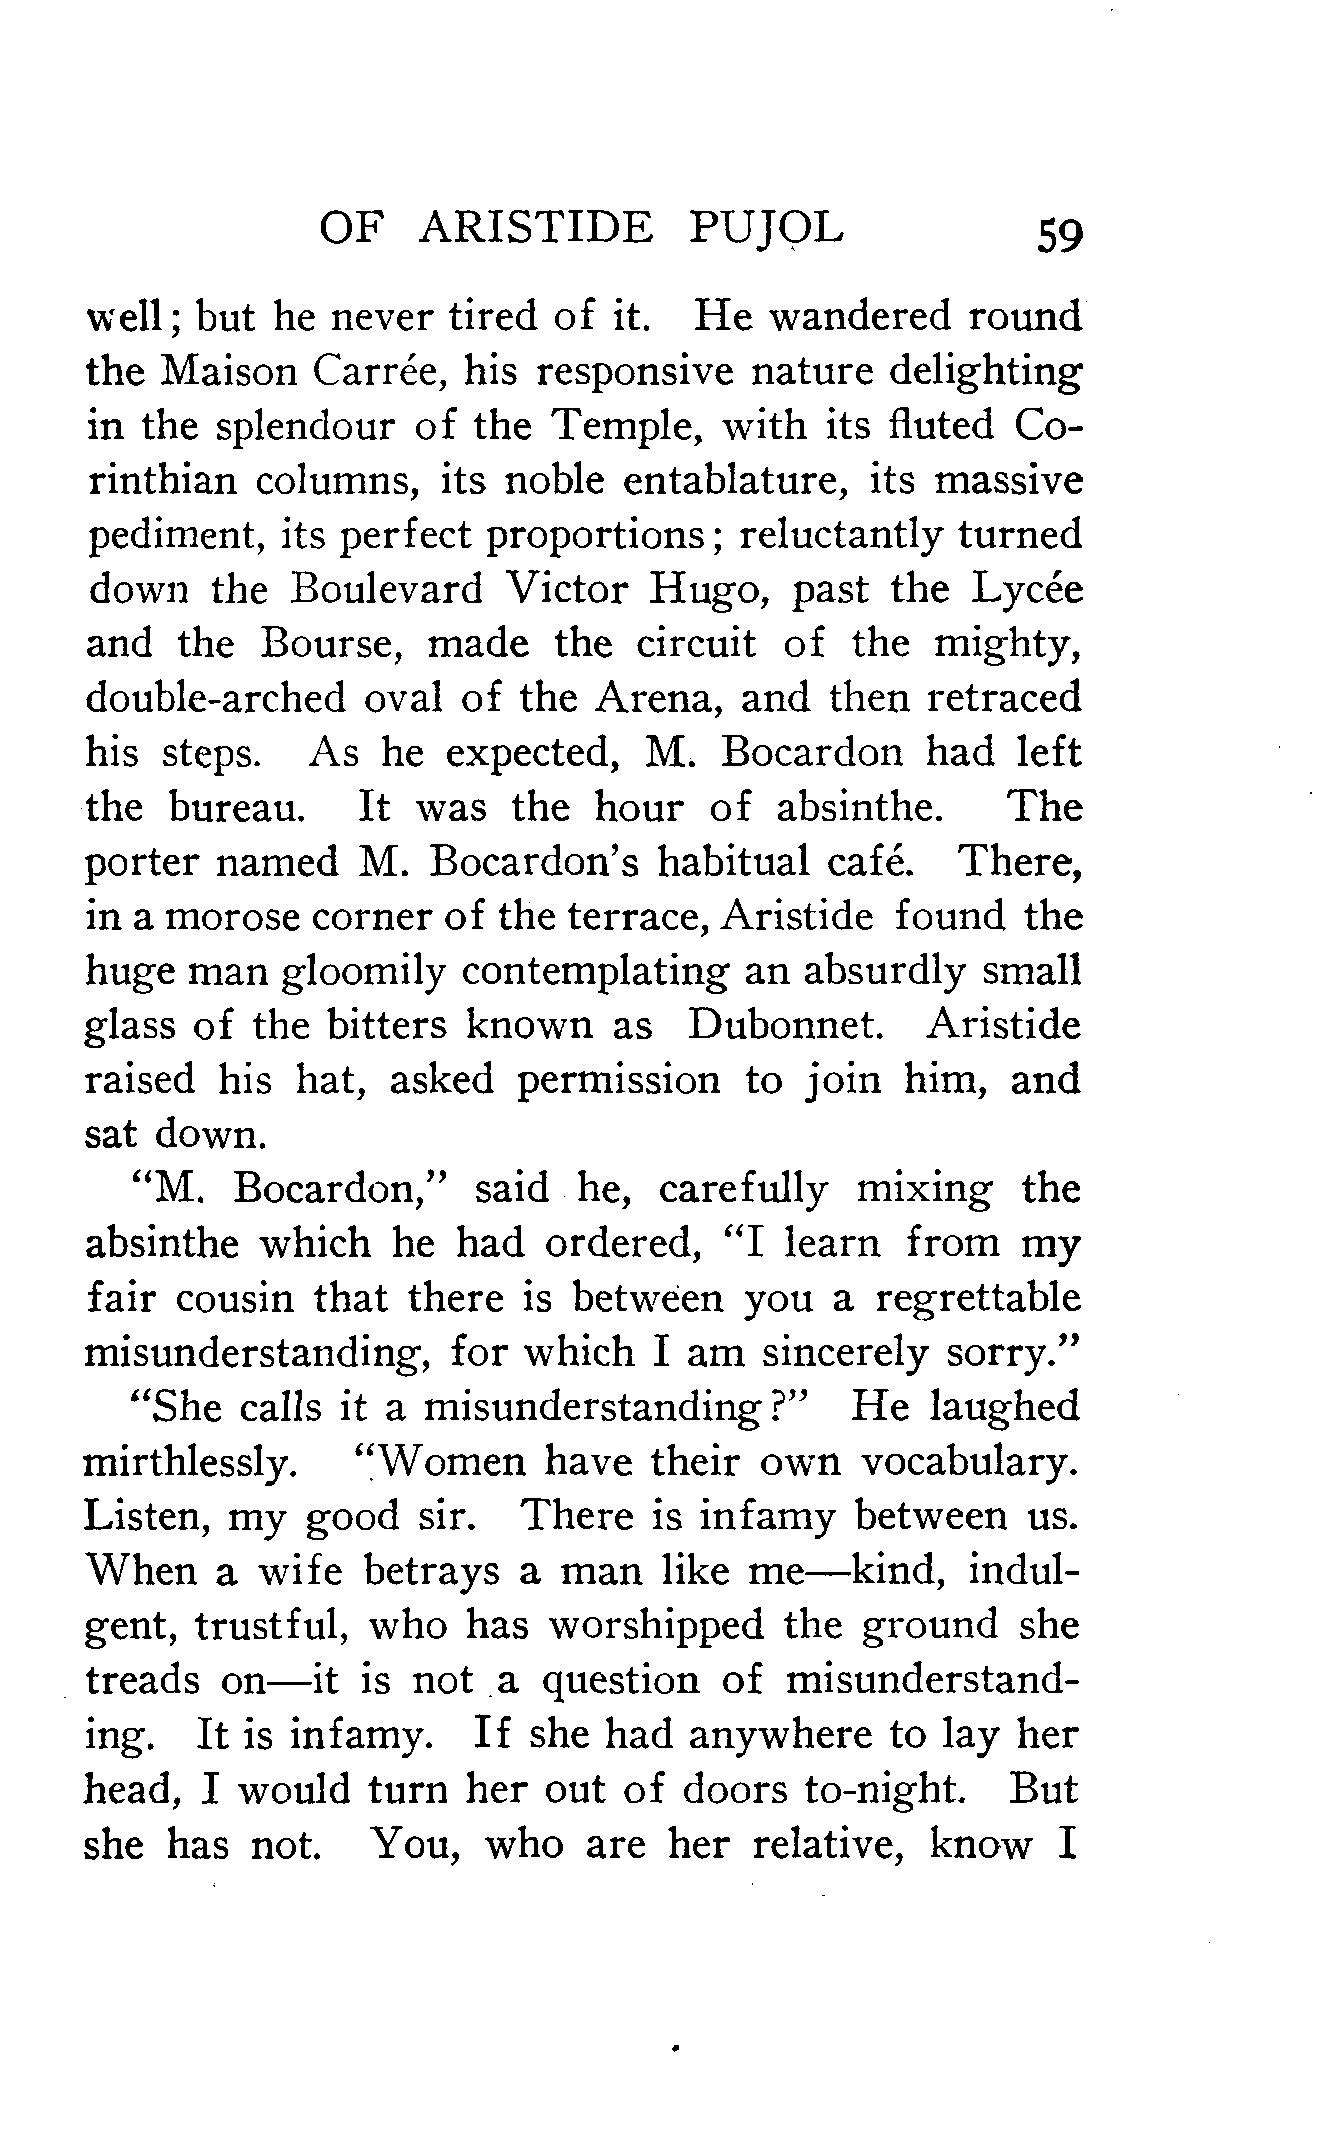 OF ARISTIDE PUJOL 59
well; but he never tired of it. He wandered round
the Maison Carrée, his responsive nature delighting
in the splendour of the Temple, with its fluted Co-
rinthian columns, its noble entablature, its massive
pediment, its perfect proportions; reluctantly turned
down the Boulevard Victor Hugo, past the Lycée
and the Bourse, made the circuit of the mighty,
double-arched oval of the Arena, and then retraced
his steps. As he expected, M. Bocardon had left
the bureau. It was the hour of absinthe. The
porter named M. Bocardon's habitual café. There,
in a morose corner of the terrace, Aristide found the
huge man gloomily contemplating an absurdly small
glass of the bitters known as Dubonnet. Aristide
raised his hat, asked permission to join him, and
sat down.
"M. Bocardon," said he, carefully mixing the
absinthe which he had ordered, "I learn from my
fair cousin that there is between you a regrettable
misunderstanding, for which I am sincerely sorry."
"She calls it a misunderstanding?" He laughed
mirthlessly. "Women have their own vocabulary.
Listen, my good sir. There is infamy between us.
When a wife betrays a man like me—kind, indul-
gent, trustful, who has worshipped the ground she
treads on—it is not a question of misunderstand-
ing. It is infamy. If she had anywhere to lay her
head, I would turn her out of doors to-night. But
she has not. You, who are her relative, know I